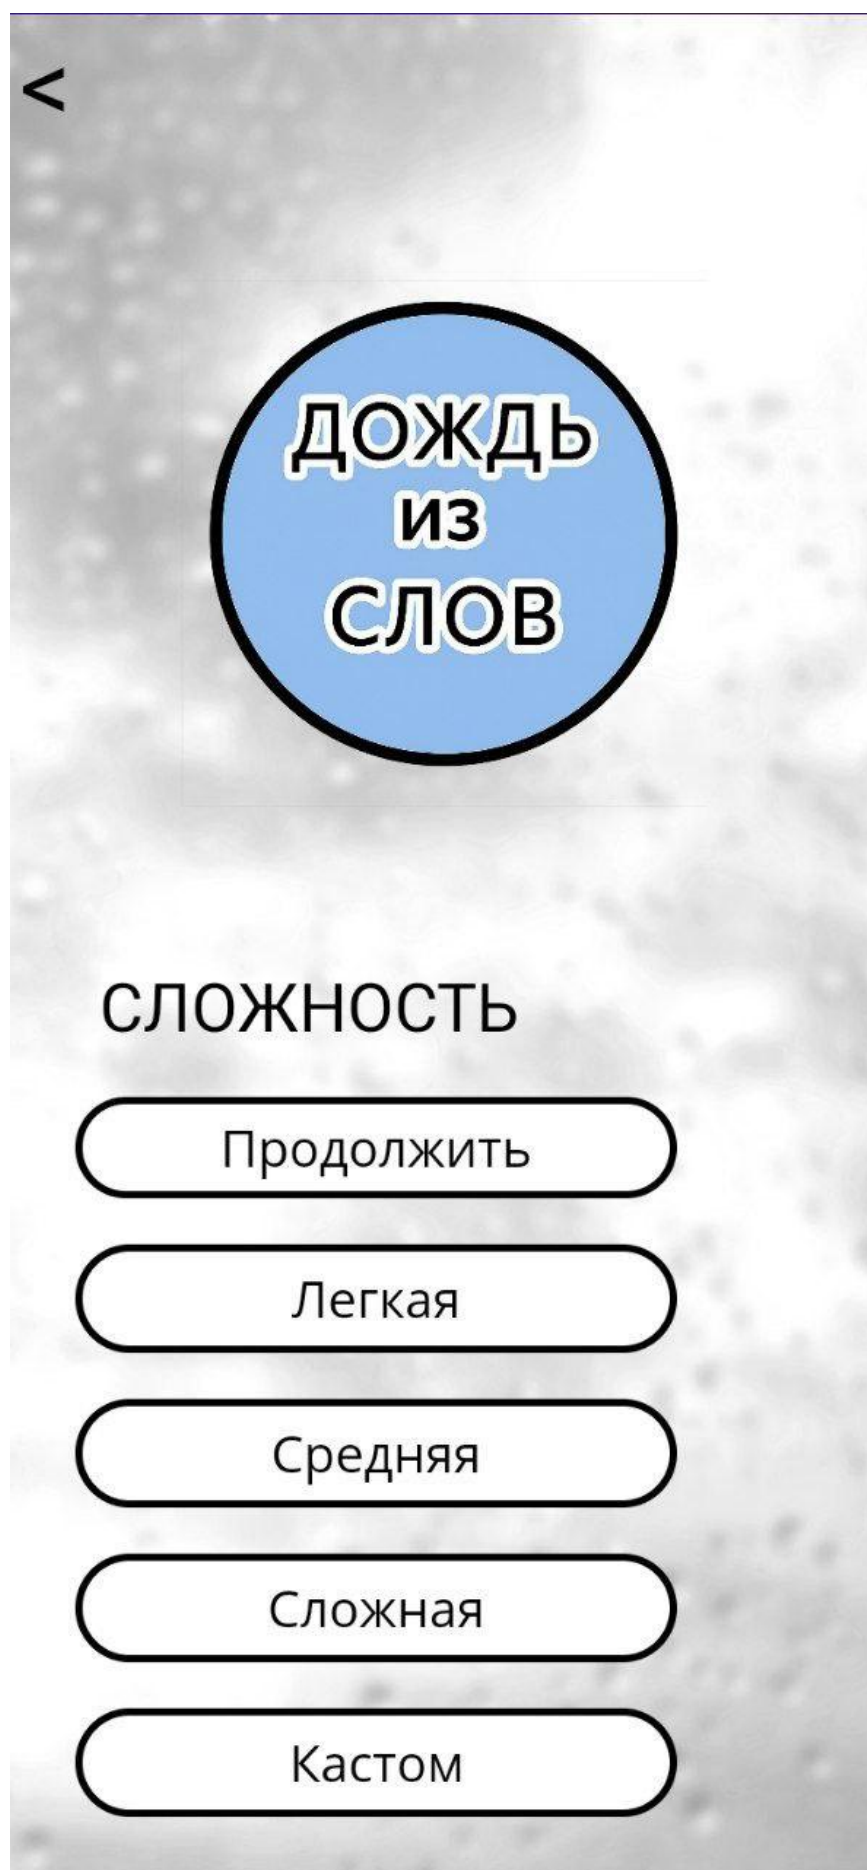 <
ДОЖДЬ
из
СЛОВ
СЛОЖНОСТЬ
Продолжить
Легкая
Средняя
Сложная
Кастом